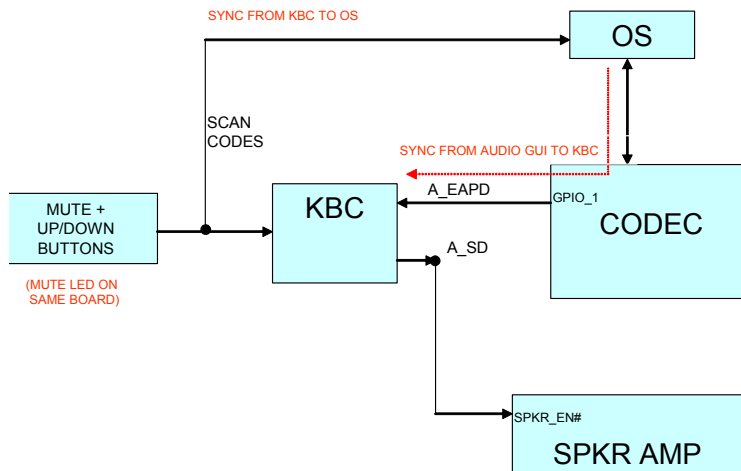 SYNC FROM KBC TO OS
OS
SCAN
CODES
SYNC FROM AUDIO GUI TO KBC
MUTE +
UP/DOWN
BUTTONS
KBC
A_EAPD
GPIO_1
CODEC
A_SD
(MUTE LED ON
SAME BOARD)
SPKR_EN#
SPKR AMP